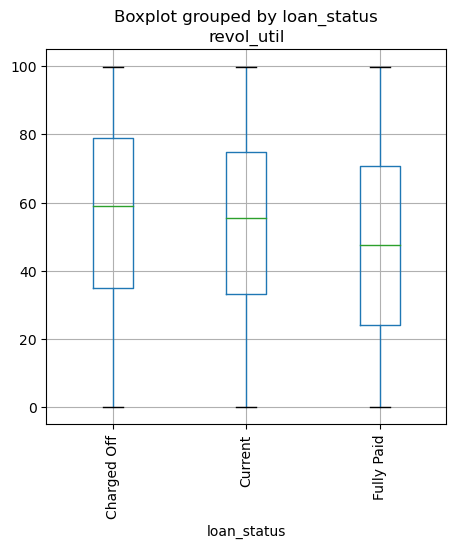 Boxplot grouped by loan_status
revol_util
100
80
60
40
20
0
Charged Off
Current
Fully Paid
loan_status